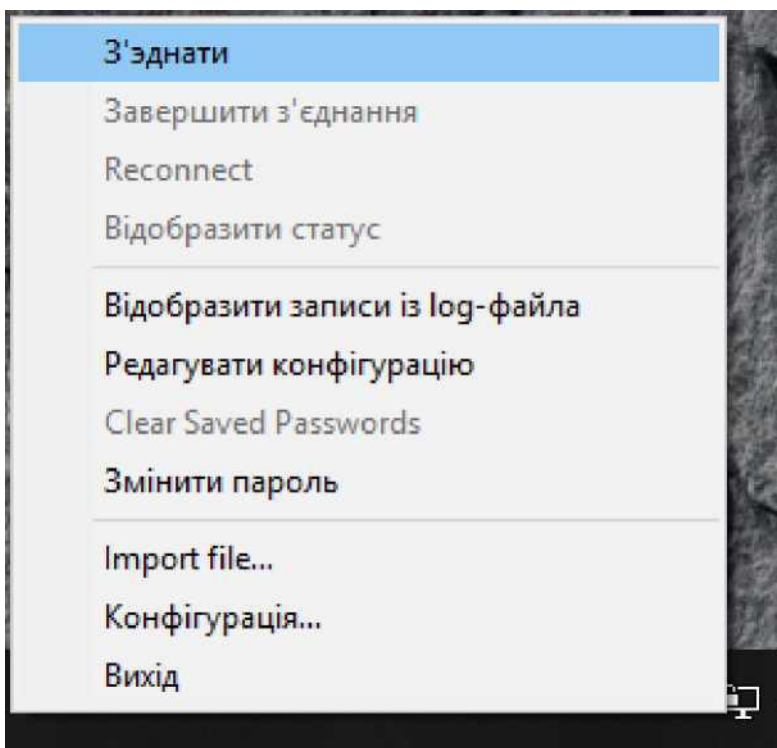 З'эднати
Завершити з'єднання
Reconnect
Відобразити статус
Відобразити записи із log-файла
Редагувати конфігурацію
Clear Saved Passwords
Змінити пароль
Import file...
Конфігурація...
Вихід